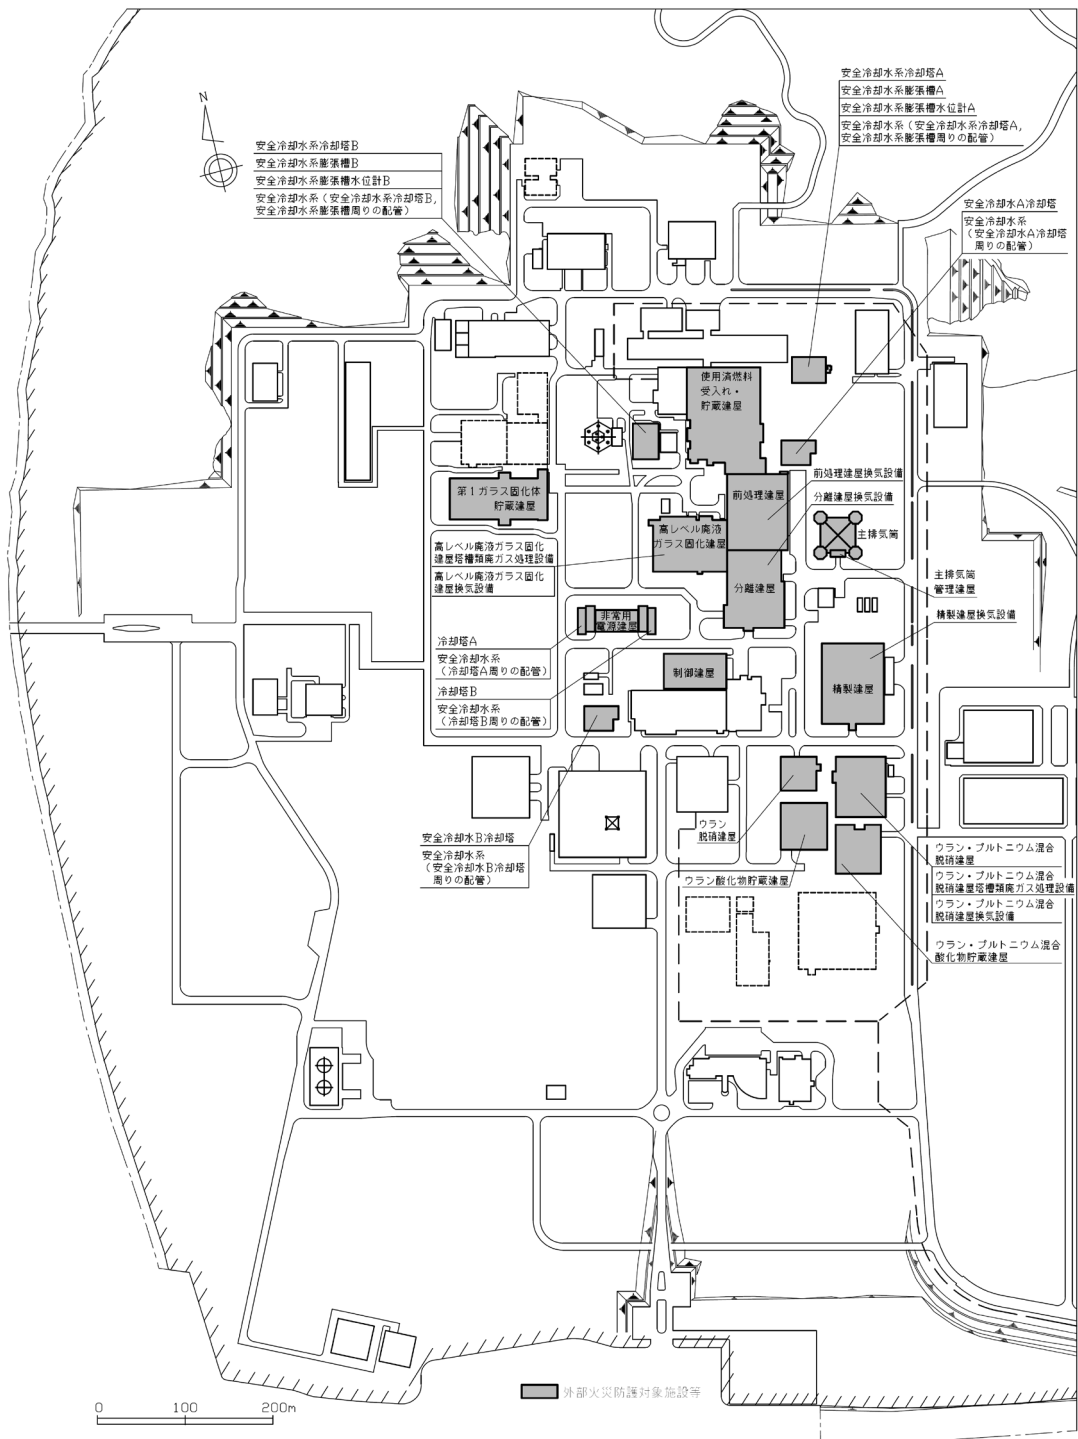 安全冷却水系冷却塔A
安全冷却水系膨張槽A
安全冷却水系膨張槽水位計A
安全冷却水系（安全冷却水系冷却塔A，
安全冷却水系膨張槽周りの配管）
N
安全冷却水系冷却塔B
安全冷却水系膨張槽B
安全冷却水系膨張槽水位計B
安全冷却水系（安全冷却水系冷却塔B，
安全冷却水系膨張槽周りの配管）
安全冷却水A冷却塔
安全冷却水系
（安全冷却水A冷却塔
周りの配管）
使用済燃料
受入れ・
貯蔵建屋
前処理建屋換気設備
分離建屋換気設備
第1ガラス固化体
貯蔵建屋
前処理建屋
高レベル廃液
ガラス固化建屋
主排気筒
高レベル廃液ガラス固化
建屋塔槽類廃ガス処理設備
高レベル廃液ガラス固化
建屋換気設備
分離建屋
主排気筒
管理建屋
精製建屋換気設備
非常用
電源建屋
冷却塔A
安全冷却水系
（冷却塔A周りの配管）
冷却塔B
安全冷却水系
（冷却塔B周りの配管）
制御建屋
精製建屋
安全冷却水B冷却塔
安全冷却水系
（安全冷却水B冷却塔
周りの配管）
ウラン
脱硝建屋
ウラン酸化物貯蔵建屋
ウラン・プルトニウム混合
脱硝建屋
ウラン・プルトニウム混合
脱硝建屋塔槽類廃ガス処理設備
ウラン・プルトニウム混合
脱硝建屋換気設備
ウラン・プルトニウム混合
酸化物貯蔵建屋
外部火災防護対象施設等
0 100 200m